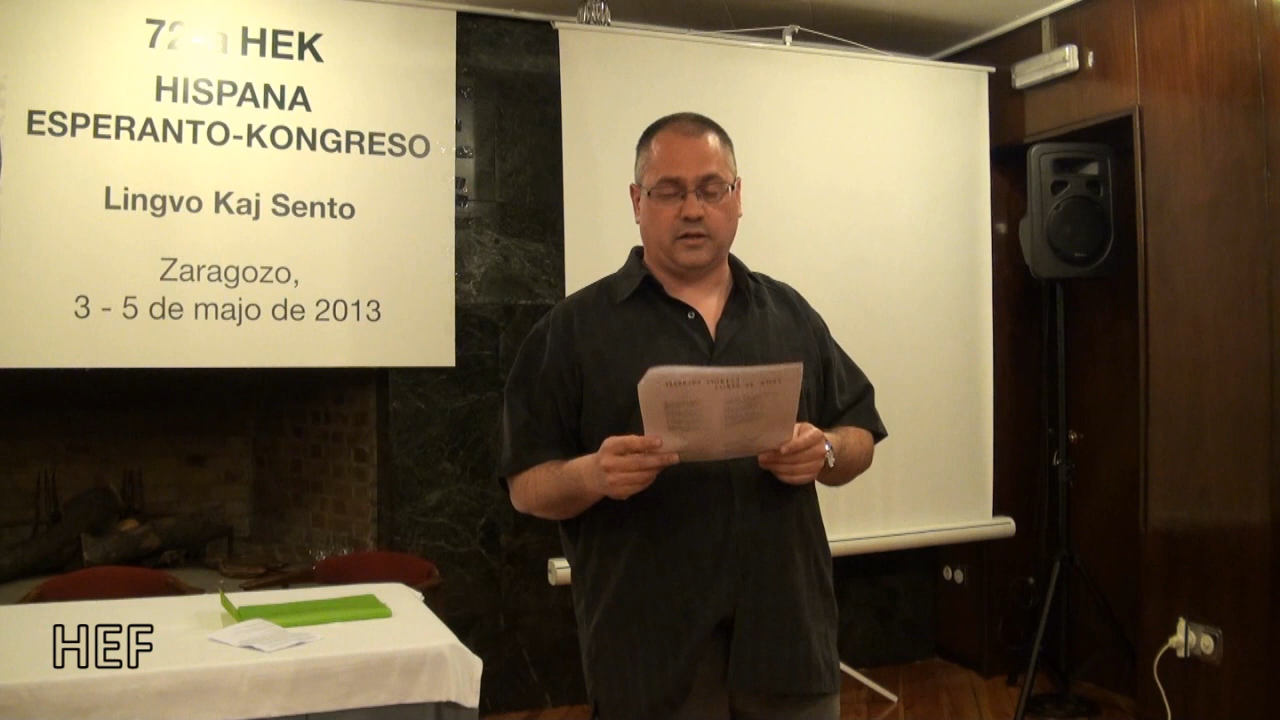 72-a HEK
HISPANA
ESPERANTO-KONGRESO
Lingvo Kaj Sento
Zaragozo,
3 - 5 de majo de 2013
HEF